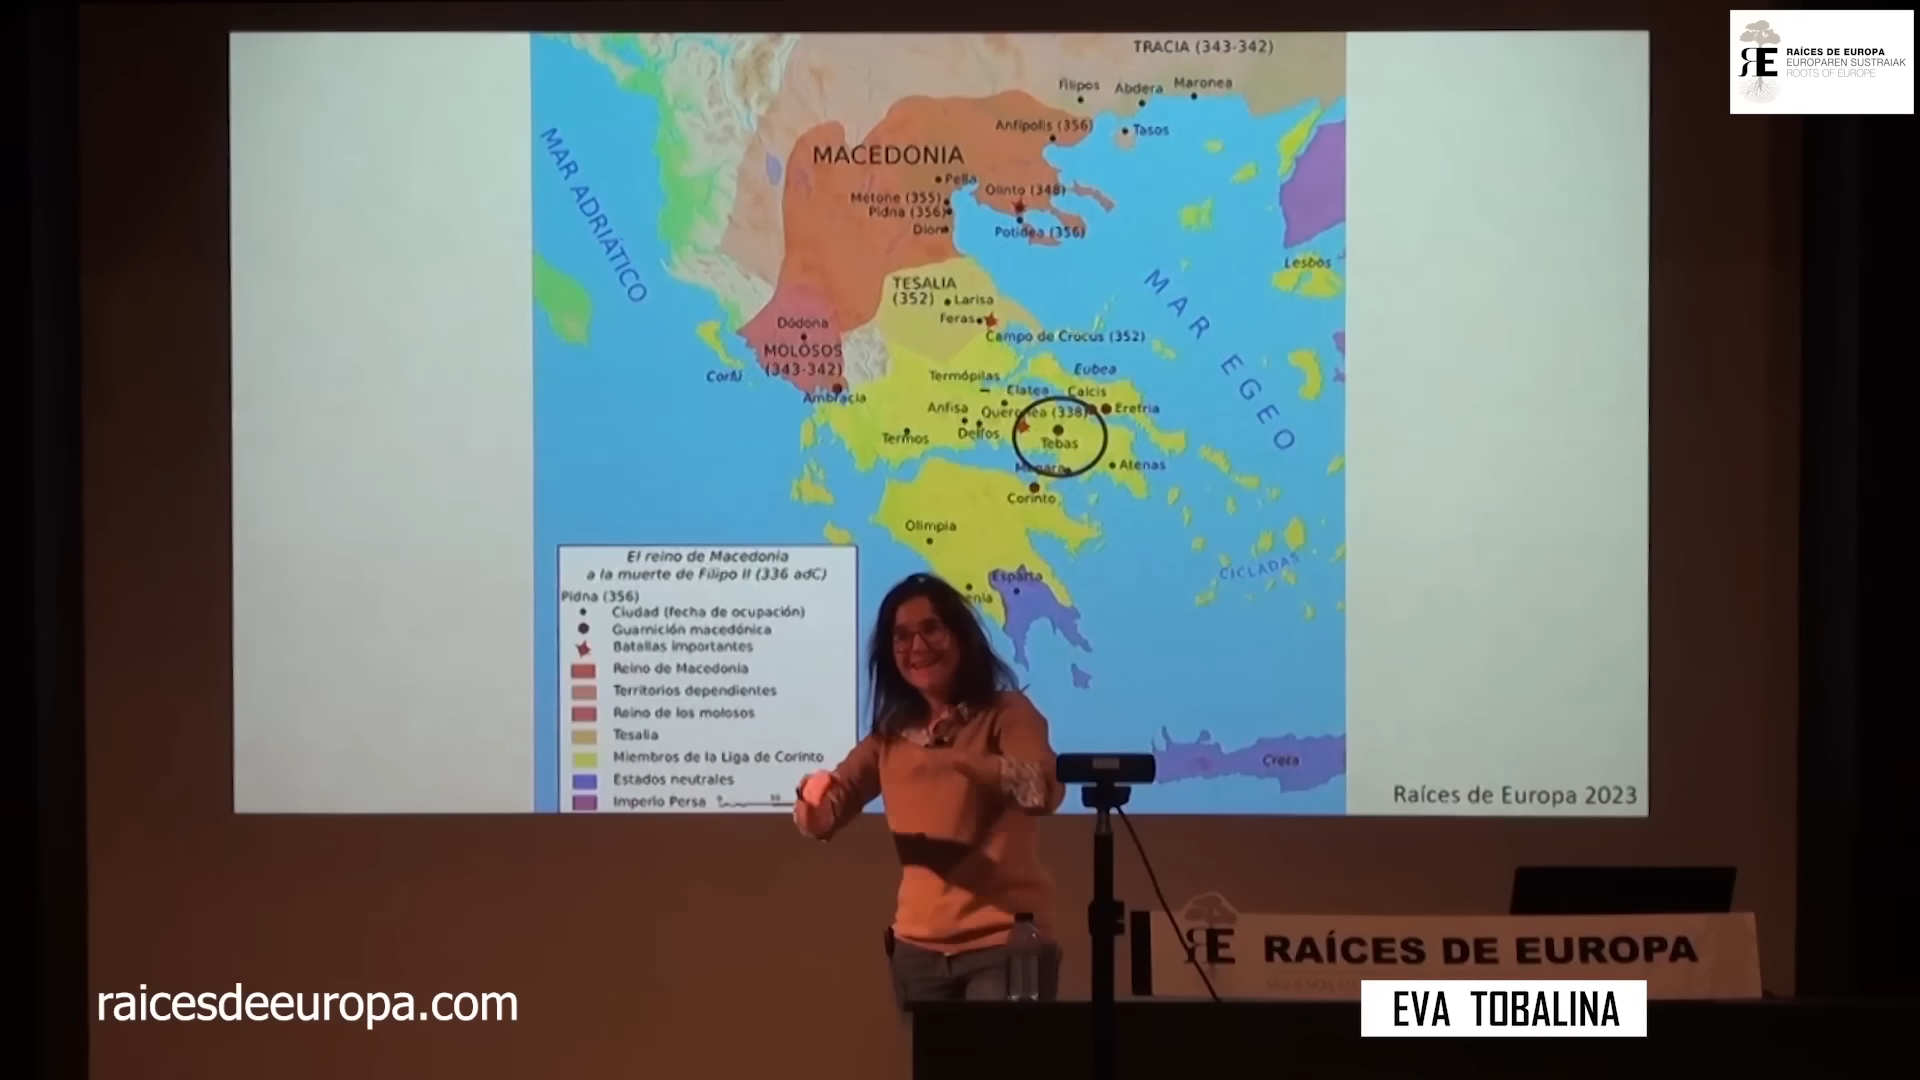 RAÍCES DE EUROPA
EUROPAREN SUSTRAIAK
ROOTS OF EUROPE
TRACIA (343-342)
Filipos
Abdera
Maronea
Anfípolis (356)
Tasos
MACEDONIA
Pella
Olinto (348)
Metone (355)
Pidna (356)
Dion
Potidea (356)
MAR ADRIÁTICO
MAR EGEO
Lesbos
TESALIA
(352)
Larisa
Feras
Campo de Crocus (352)
Dódona
MOLOSOS
(343-342)
Corfú
Ambracia
Termópilas
Eubea
Elatea
Calcis
Anfisa
Queronea (338)
Eretria
Termos
Delfos
Tebas
Megara
Atenas
Corinto
Olimpia
Esparta
CICLADAS
Creta
El reino de Macedonia
a la muerte de Filipo II (336 adC)
Pidna (356)
Ciudad (fecha de ocupación)
Guarnición macedónica
Batallas importantes
Reino de Macedonia
Territorios dependientes
Reino de los molosos
Tesalia
Miembros de la Liga de Corinto
Estados neutrales
Imperio Persa
Raíces de Europa 2023
RE RAÍCES DE EUROPA
raicesdeeuropa.com
EVA TOBALINA